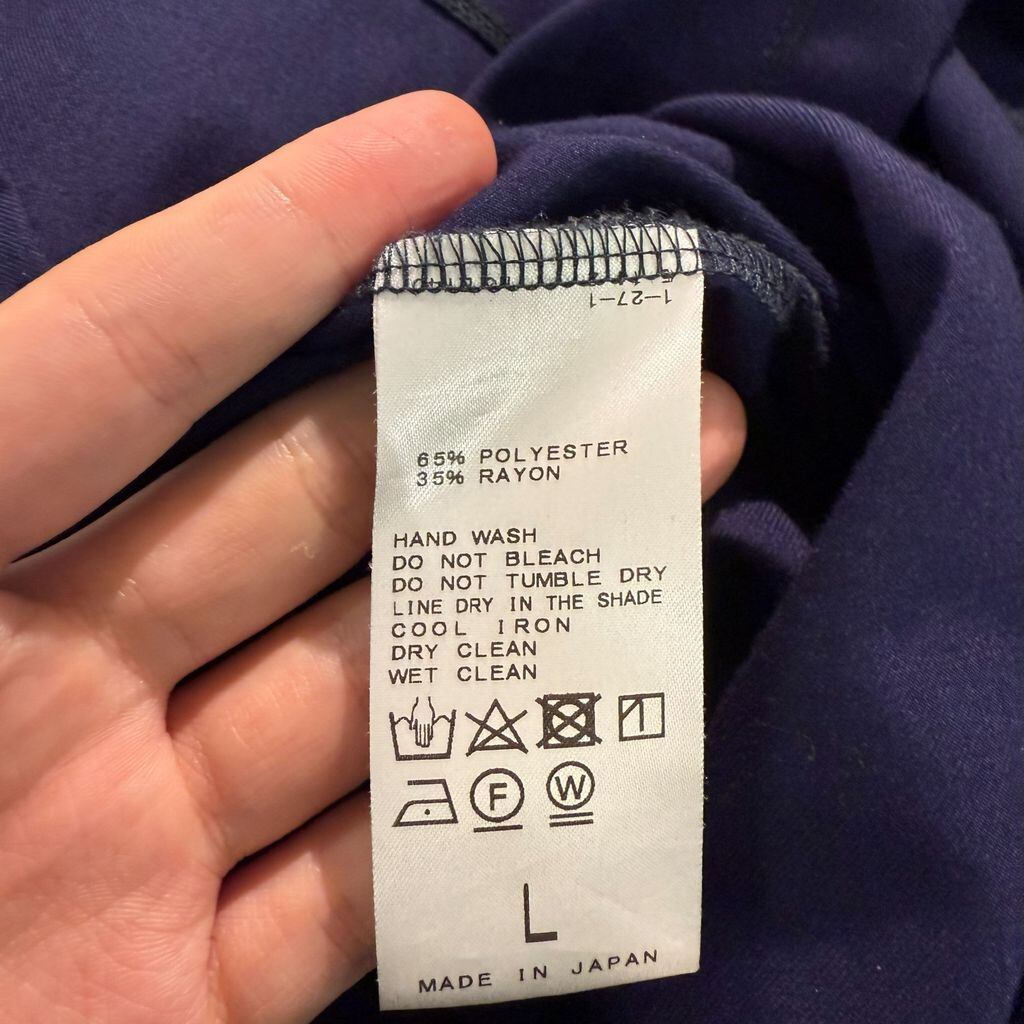 1-27-1
65% POLYESTER
35% RAYON
HAND WASH
DO NOT BLEACH
DO NOT TUMBLE DRY
LINE DRY IN THE SHADE
COOL IRON
DRY CLEAN
WET CLEAN
F W
L
MADE IN JAPAN